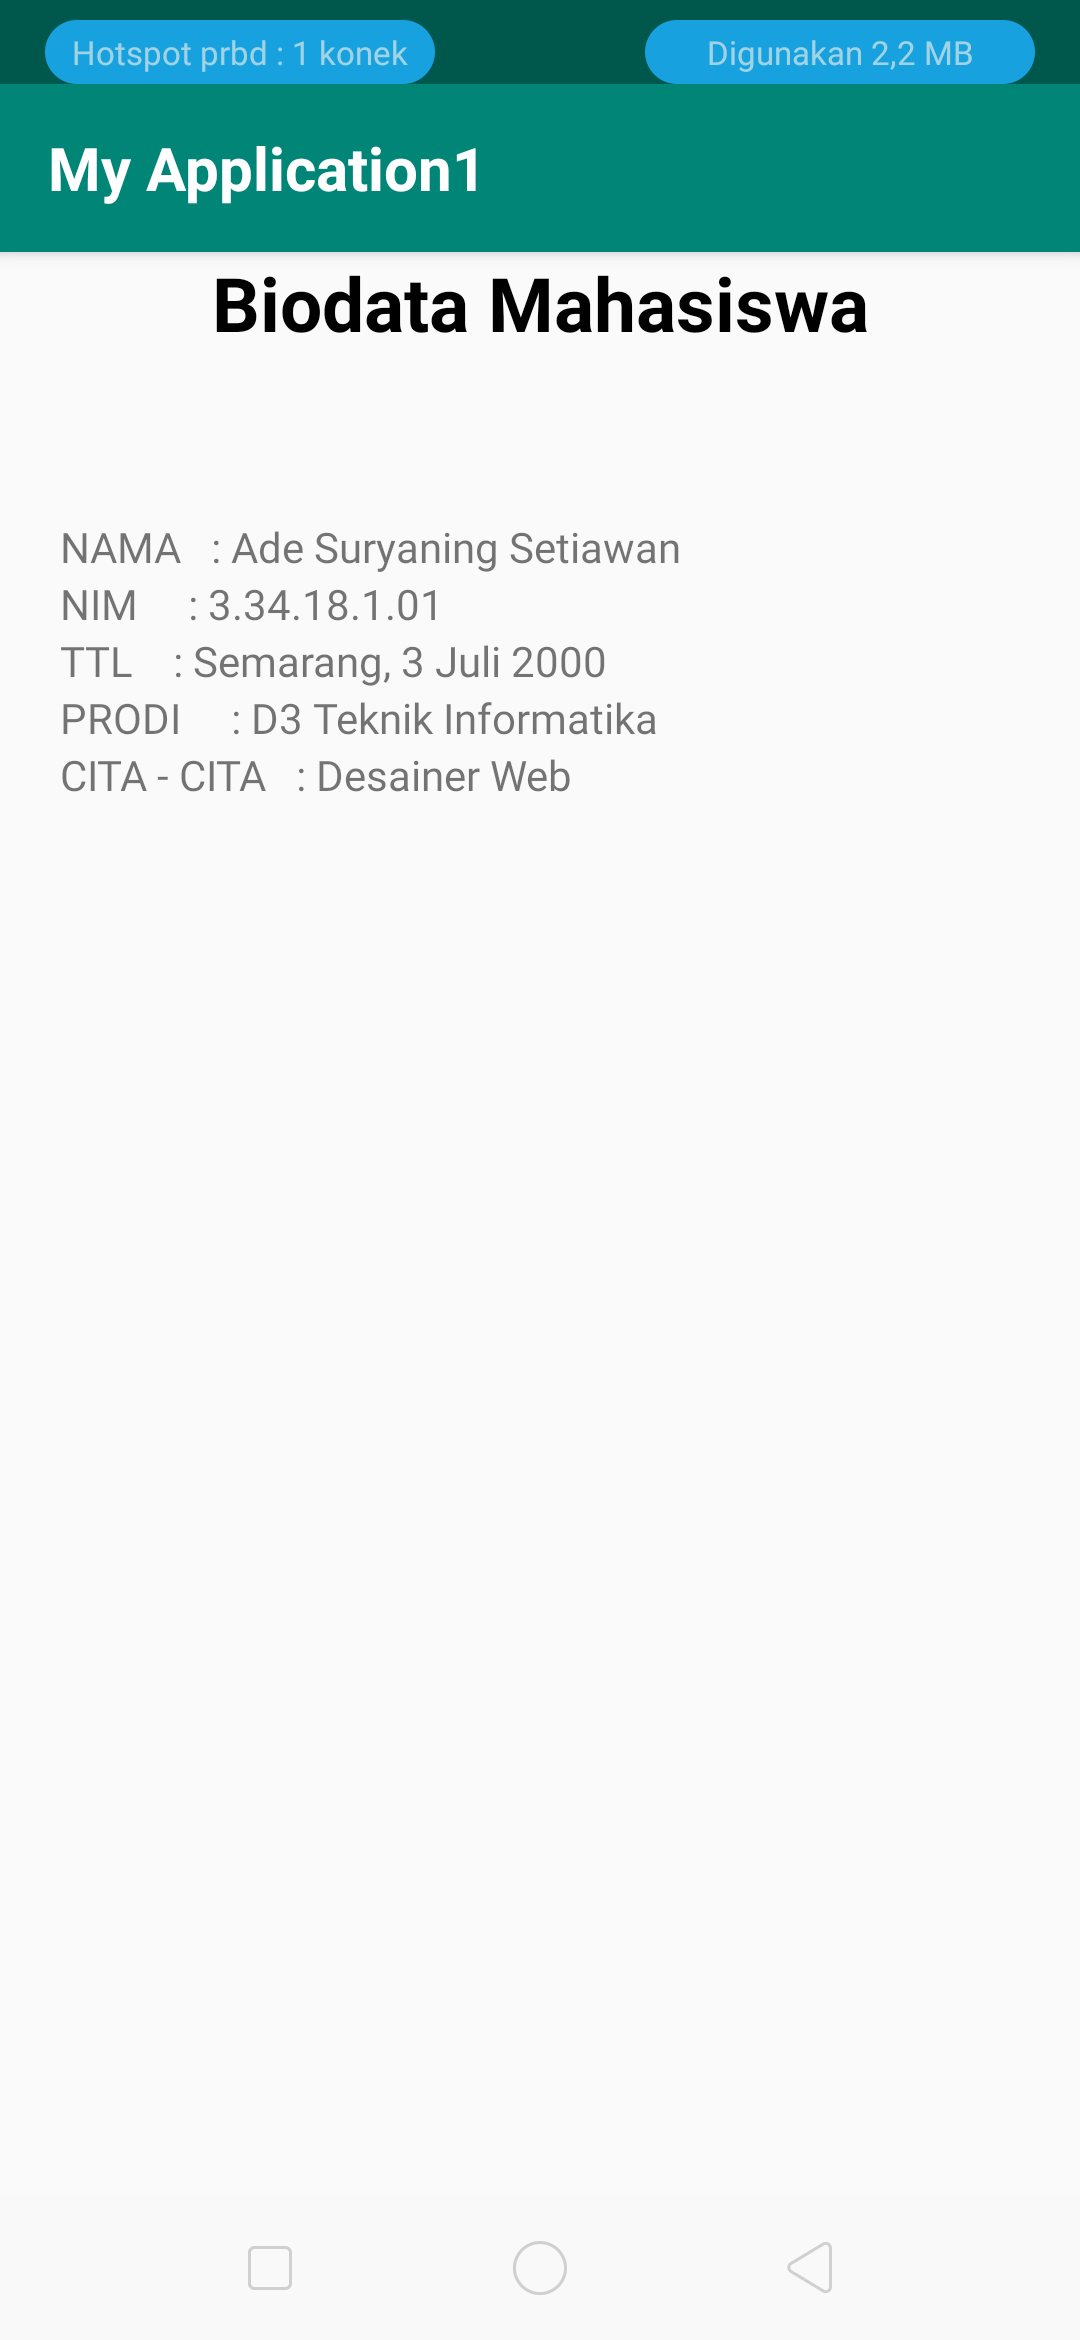 Hotspot prbd : 1 konek
Digunakan 2,2 MB
My Application1
Biodata Mahasiswa
NAMA : Ade Suryaning Setiawan
NIM : 3.34.18.1.01
TTL : Semarang, 3 Juli 2000
PRODI : D3 Teknik Informatika
CITA - CITA : Desainer Web